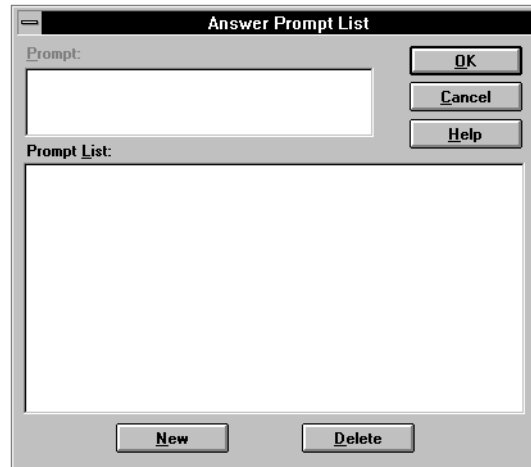 Answer Prompt List
Prompt:
OK
Cancel
Help
Prompt List:
New
Delete